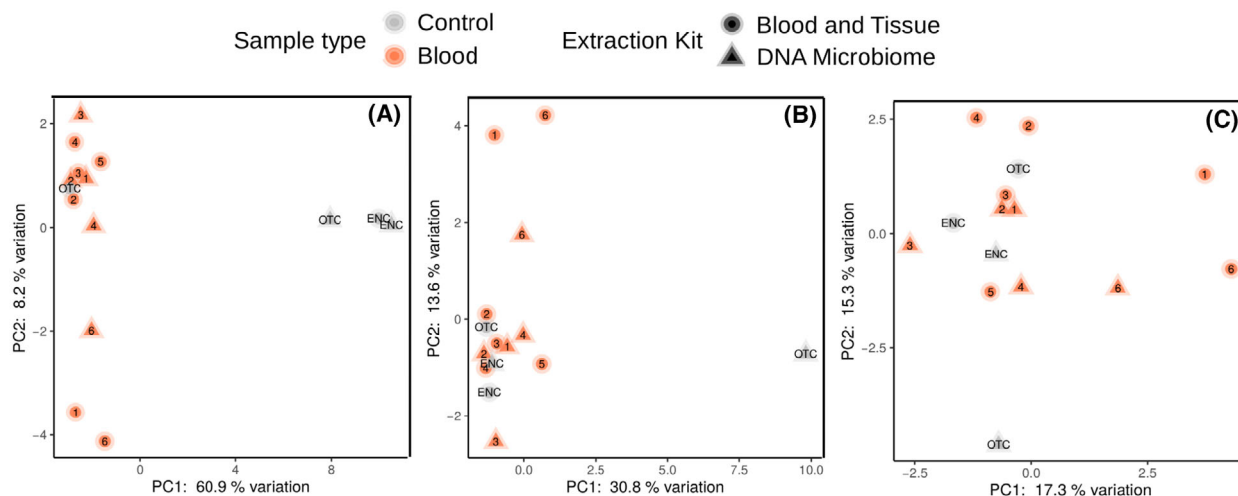 Sample type
Control
Blood
Extraction Kit
Blood and Tissue
DNA Microbiome
(A)
PC2: 8.2 % variation
2
0
−2
−4
3
4
5
3
2
1
OTC
2
4
6
1
6
OTC
ENC
ENC
0
4
8
PC1: 60.9 % variation
(B)
PC2: 13.6 % variation
4
2
0
−2
6
1
6
2
OTC
4
3
1
2
ENC
4
5
ENC
3
OTC
0.0
2.5
5.0
7.5
10.0
PC1: 30.8 % variation
(C)
PC2: 15.3 % variation
2.5
0.0
−2.5
4
2
OTC
1
3
2
1
ENC
3
ENC
6
5
4
6
OTC
−2.5
0.0
2.5
PC1: 17.3 % variation